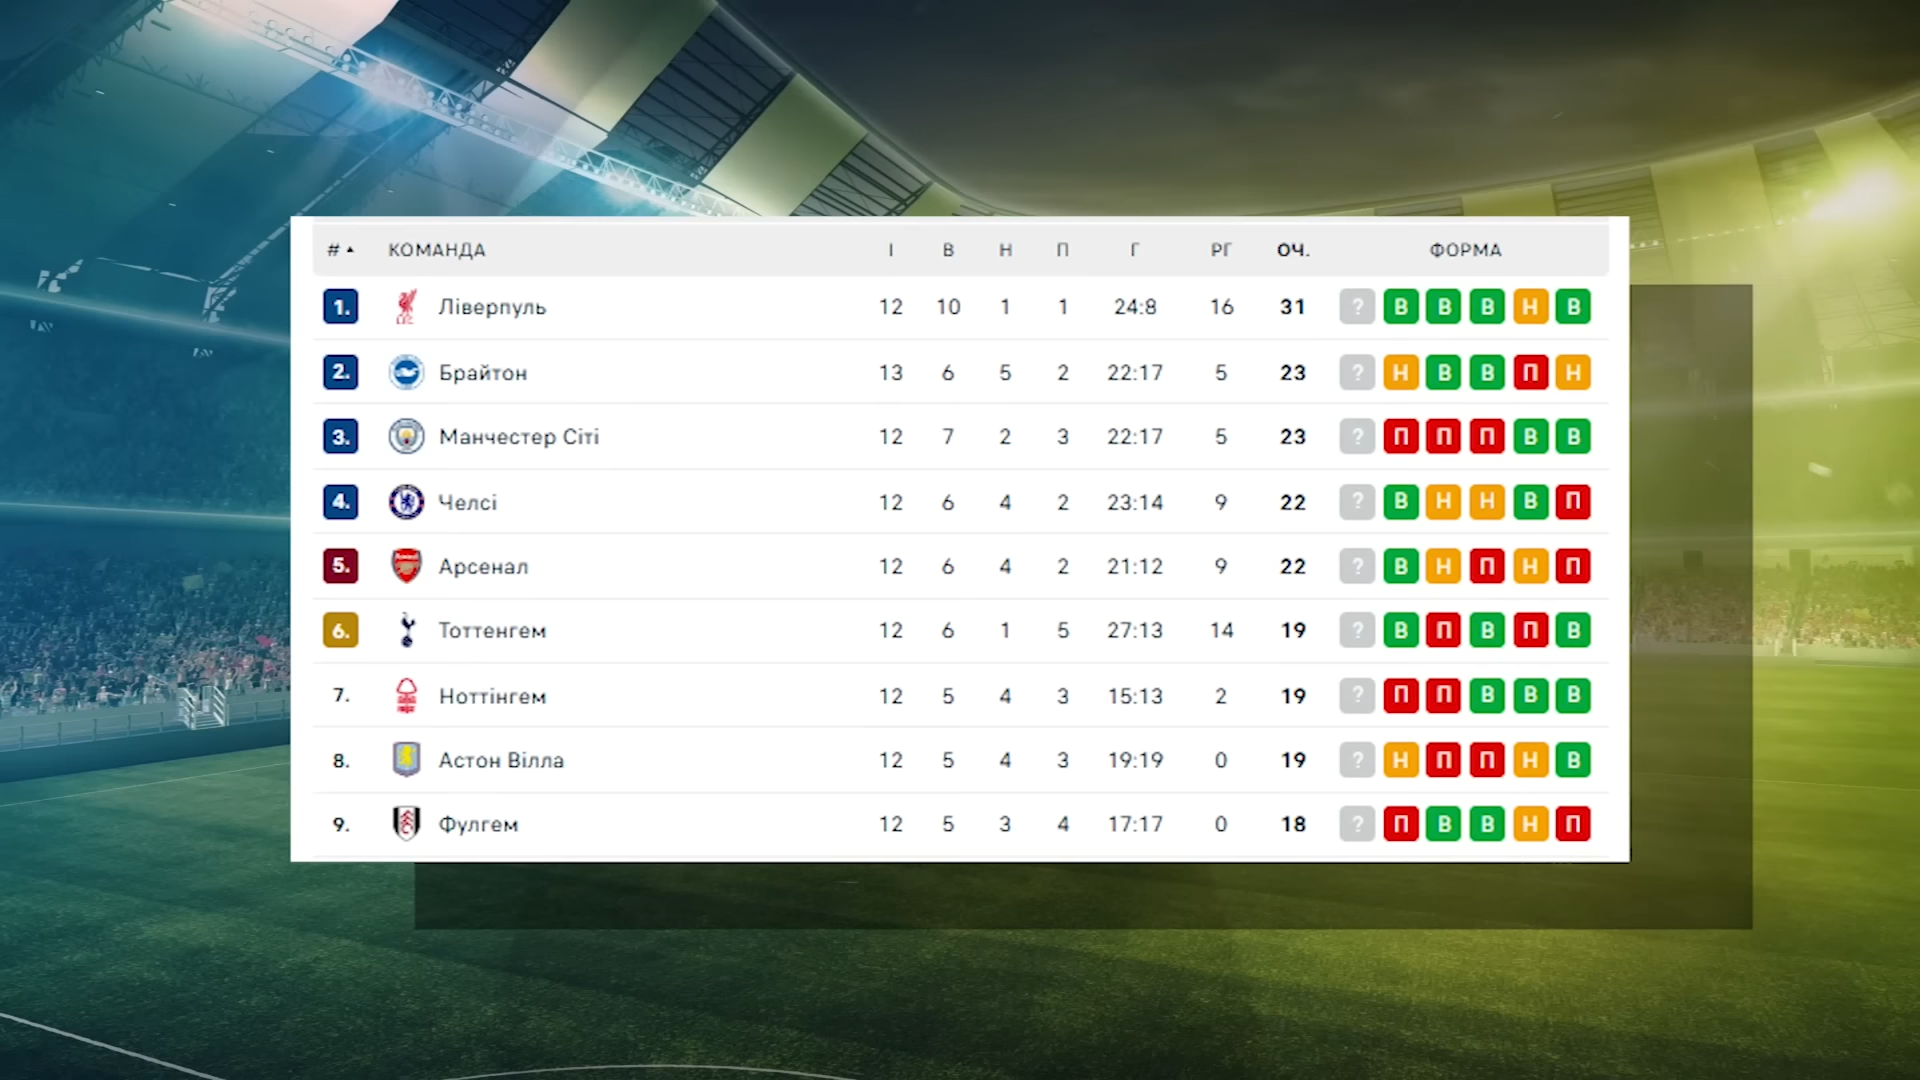 # КОМАНДА І В Н П Г РГ ОЧ. ФОРМА
1. Ліверпуль 12 10 1 1 24:8 16 31 ? В В В Н В
2. Брайтон 13 6 5 2 22:17 5 23 ? Н В В П Н
3. Манчестер Сіті 12 7 2 3 22:17 5 23 ? П П П В В
4. Челсі 12 6 4 2 23:14 9 22 ? В Н Н В П
5. Арсенал 12 6 4 2 21:12 9 22 ? В Н П Н П
6. Тоттенгем 12 6 1 5 27:13 14 19 ? В П В П В
7. Ноттінгем 12 5 4 3 15:13 2 19 ? П П В В В
8. Астон Вілла 12 5 4 3 19:19 0 19 ? Н П П Н В
9. Фулгем 12 5 3 4 17:17 0 18 ? П В В Н П